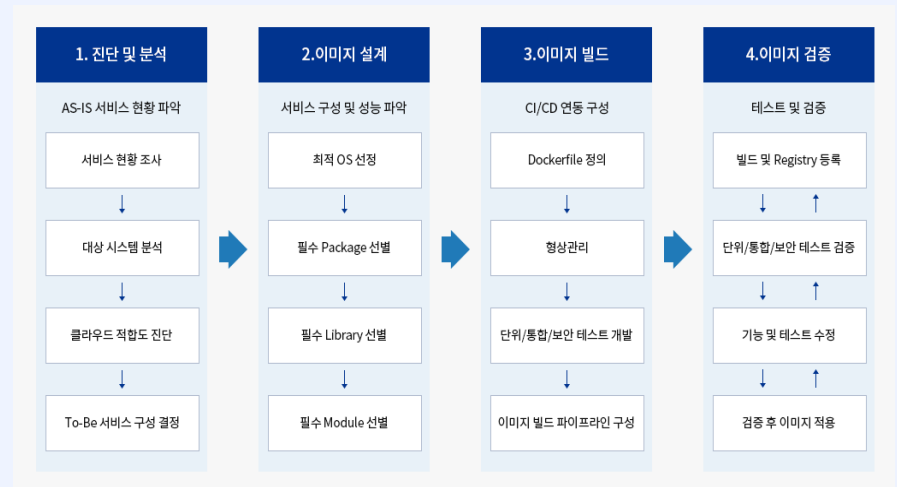 1. 진단 및 분석
AS-IS 서비스 현황 파악
서비스 현황 조사
대상 시스템 분석
클라우드 적합도 진단
To-Be 서비스 구성 결정
2.이미지 설계
서비스 구성 및 성능 파악
최적 OS 선정
필수 Package 선별
필수 Library 선별
필수 Module 선별
3.이미지 빌드
CI/CD 연동 구성
Dockerfile 정의
형상관리
단위/통합/보안 테스트 개발
이미지 빌드 파이프라인 구성
4.이미지 검증
테스트 및 검증
빌드 및 Registry 등록
단위/통합/보안 테스트 검증
기능 및 테스트 수정
검증 후 이미지 적용